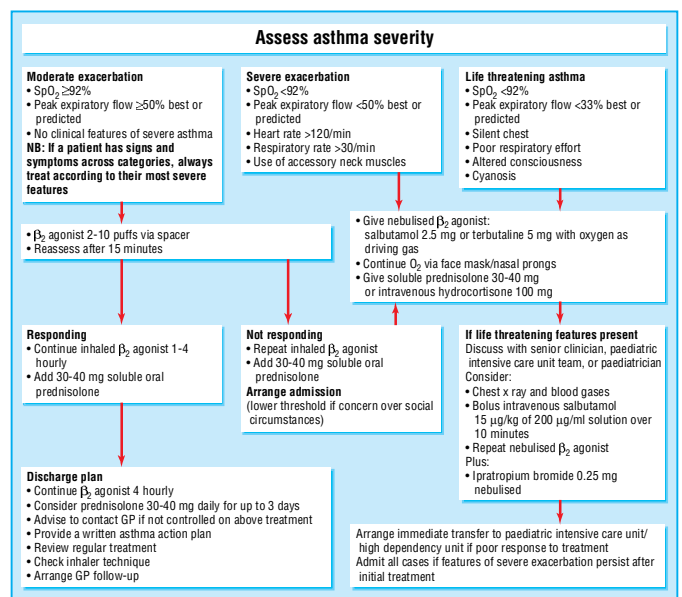 Assess asthma severity
Moderate exacerbation
• SpO2 ≥92%
• Peak expiratory flow ≥50% best or
predicted
• No clinical features of severe asthma
NB: If a patient has signs and
symptoms across categories, always
treat according to their most severe
features
Severe exacerbation
• SpO2 <92%
• Peak expiratory flow <50% best or
predicted
• Heart rate >120/min
• Respiratory rate >30/min
• Use of accessory neck muscles
Life threatening asthma
• SpO2 <92%
• Peak expiratory flow <33% best or
predicted
• Silent chest
• Poor respiratory effort
• Altered consciousness
• Cyanosis
• β2 agonist 2-10 puffs via spacer
• Reassess after 15 minutes
• Give nebulised β2 agonist:
salbutamol 2.5 mg or terbutaline 5 mg with oxygen as
driving gas
• Continue O2 via face mask/nasal prongs
• Give soluble prednisolone 30-40 mg
or intravenous hydrocortisone 100 mg
Responding
• Continue inhaled β2 agonist 1-4
hourly
• Add 30-40 mg soluble oral
prednisolone
Not responding
• Repeat inhaled β2 agonist
• Add 30-40 mg soluble oral
prednisolone
Arrange admission
(lower threshold if concern over social
circumstances)
If life threatening features present
Discuss with senior clinician, paediatric
intensive care unit team, or paediatrician
Consider:
• Chest x ray and blood gases
• Bolus intravenous salbutamol
15 µg/kg of 200 µg/ml solution over
10 minutes
• Repeat nebulised β2 agonist
Plus:
• Ipratropium bromide 0.25 mg
nebulised
Discharge plan
• Continue β2 agonist 4 hourly
• Consider prednisolone 30-40 mg daily for up to 3 days
• Advise to contact GP if not controlled on above treatment
• Provide a written asthma action plan
• Review regular treatment
• Check inhaler technique
• Arrange GP follow-up
Arrange immediate transfer to paediatric intensive care unit/
high dependency unit if poor response to treatment
Admit all cases if features of severe exacerbation persist after
initial treatment